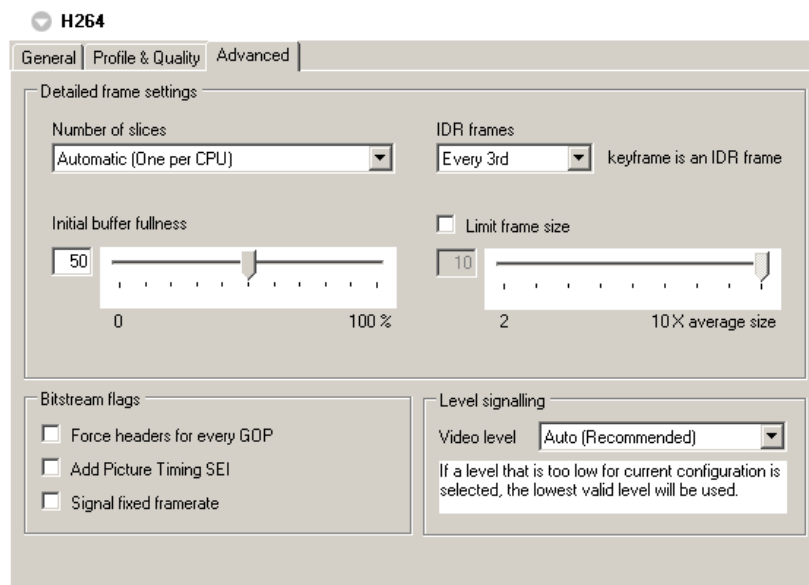 H264
General
Profile & Quality
Advanced
Detailed frame settings
Number of slices
Automatic (One per CPU)
IDR frames
Every 3rd
keyframe is an IDR frame
Initial buffer fullness
50
0
100 %
Limit frame size
10
2
10X average size
Bitstream flags
Force headers for every GOP
Add Picture Timing SEI
Signal fixed framerate
Level signalling
Video level
Auto (Recommended)
If a level that is too low for current configuration is
selected, the lowest valid level will be used.